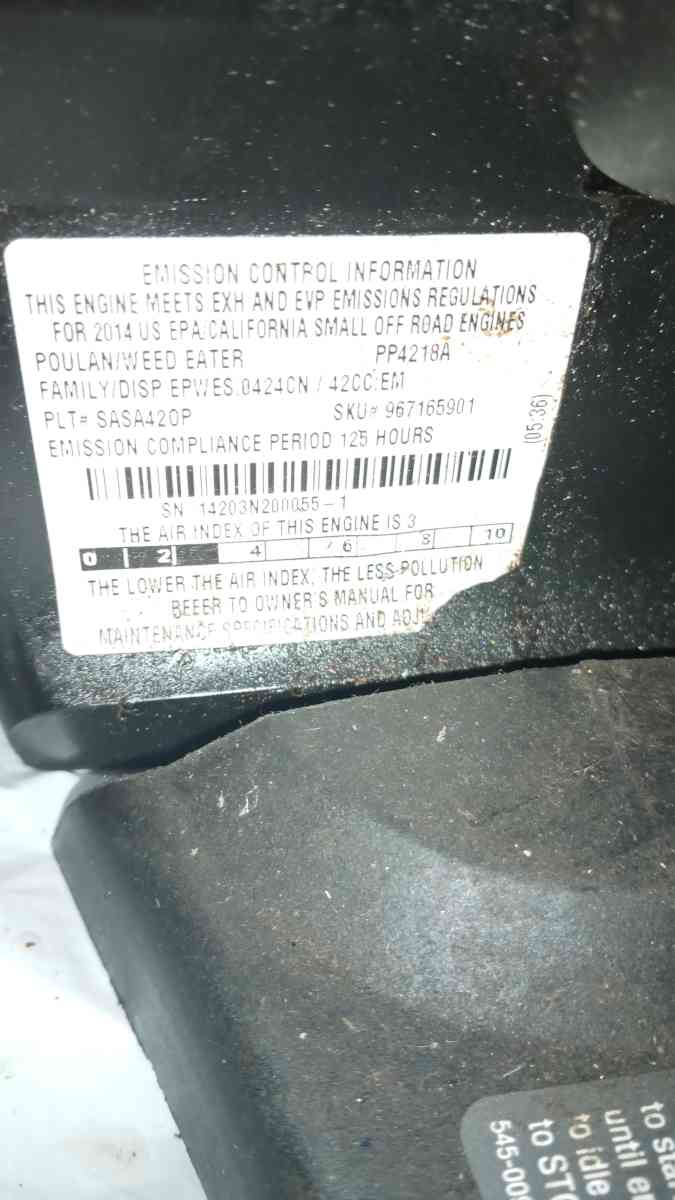 EMISSION CONTROL INFORMATION
THIS ENGINE MEETS EXH AND EVP EMISSIONS REGULATIONS
FOR 2014 US EPA/CALIFORNIA SMALL OFF ROAD ENGINES
POULAN/WEED EATER PP4218A
FAMILY/DISP EPWES.0424CN / 42CC:EM
PLT# SASA420P SKU# 967165901
(05:36)
EMISSION COMPLIANCE PERIOD 125 HOURS
SN 14203N200055-1
THE AIR INDEX OF THIS ENGINE IS 3
0 2 4 6 8 10
THE LOWER THE AIR INDEX, THE LESS POLLUTION
REFER TO OWNER'S MANUAL FOR
MAINTENANCE SPECIFICATIONS AND ADJ
to sta
until e
to idle
to ST
545-00